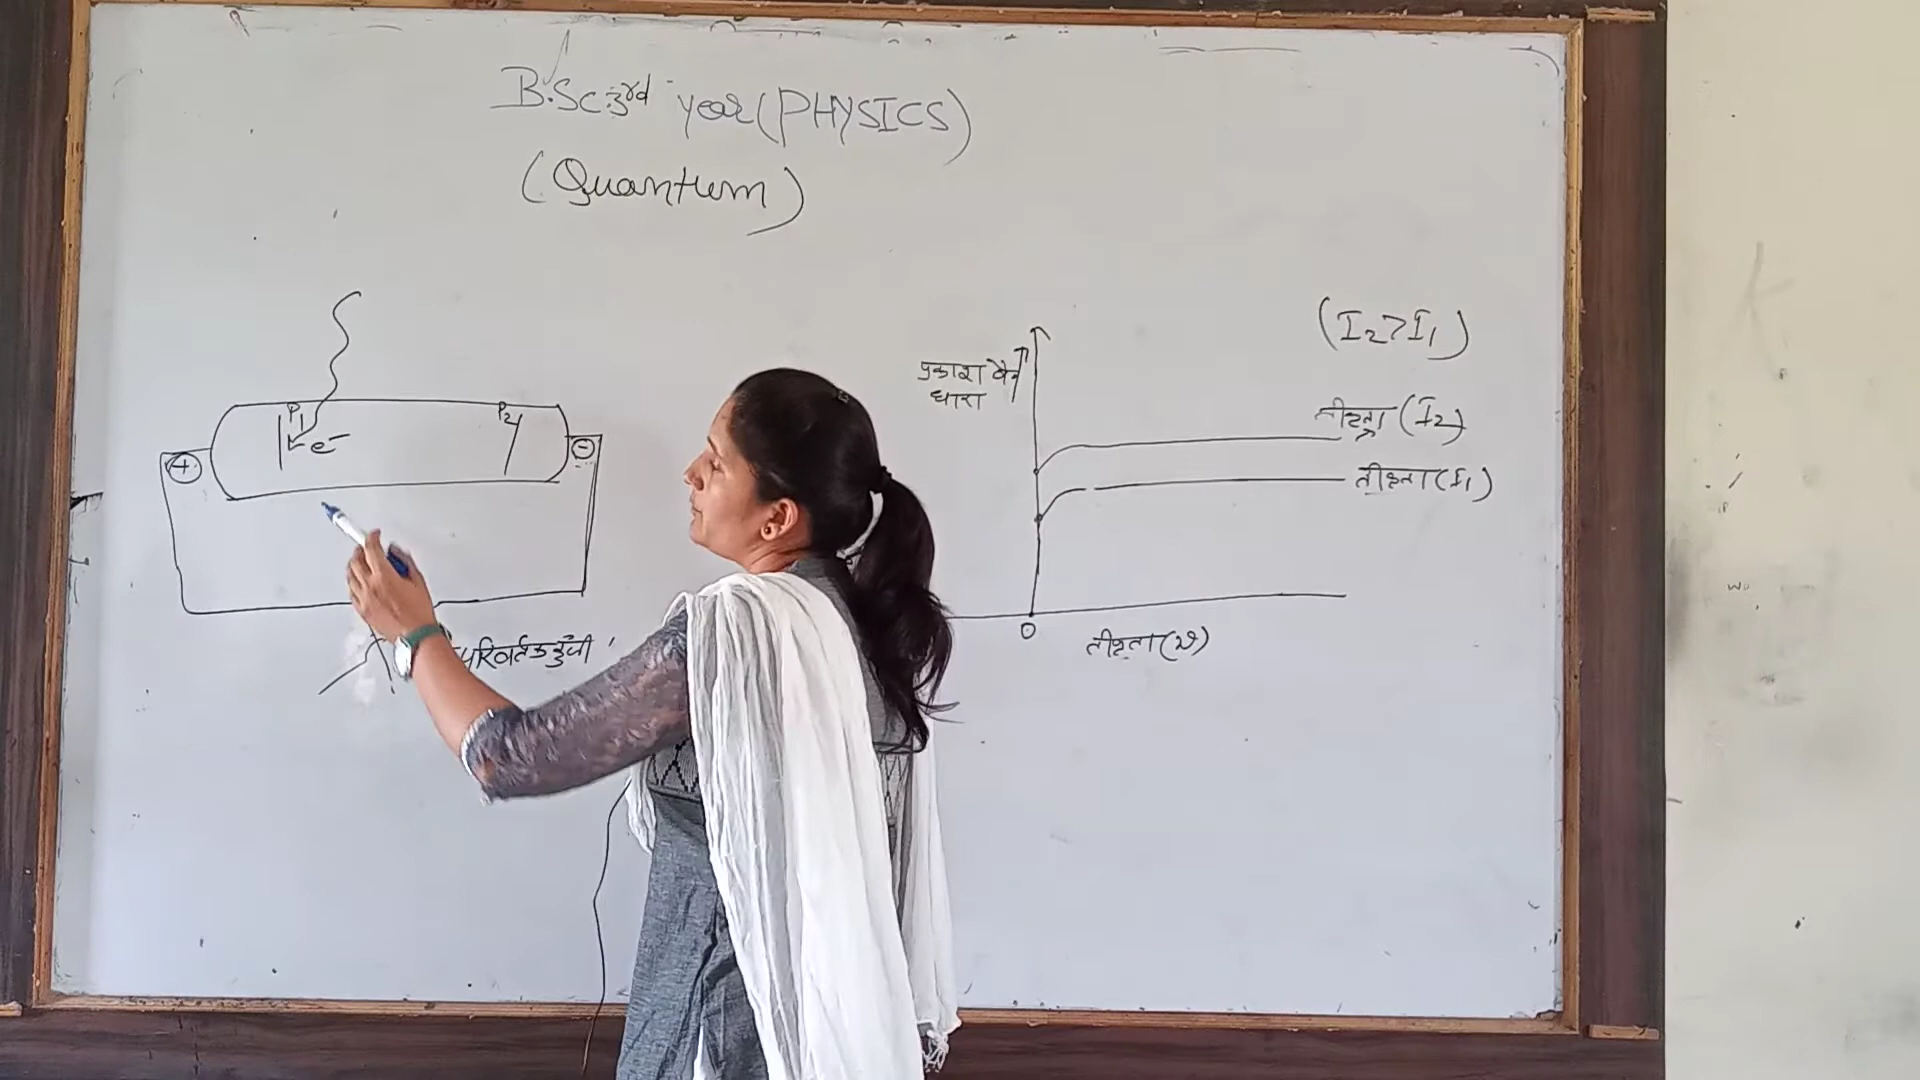 B.Sc. 3rd year (PHYSICS)
(Quantum)
P1
P2
e-
+
-
परिवर्तक कुँजी
प्रकाश वै०
धारा
(I2>I1)
तीव्रता (I2)
तीव्रता (I1)
0
तीव्रता (ν)